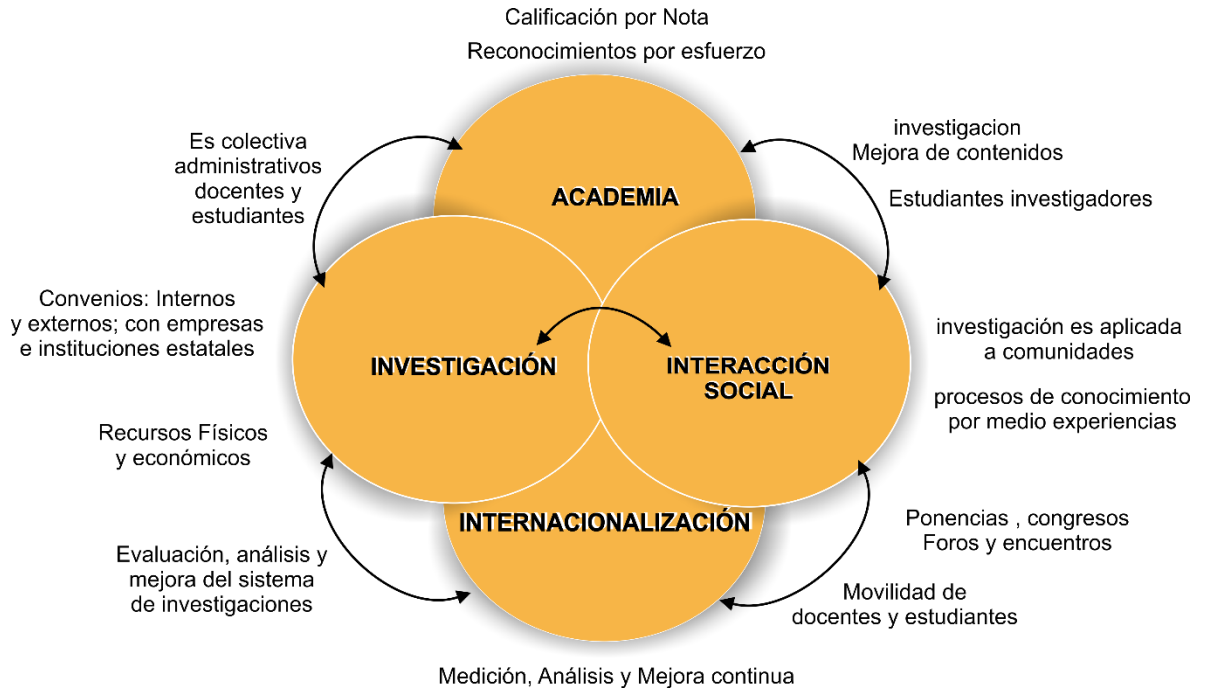 Calificación por Nota
Reconocimientos por esfuerzo
Es colectiva
administrativos
docentes y
estudiantes
investigacion
Mejora de contenidos
Estudiantes investigadores
ACADEMIA
Convenios: Internos
y externos; con empresas
e instituciones estatales
investigación es aplicada
a comunidades
INVESTIGACIÓN
INTERACCIÓN
SOCIAL
procesos de conocimiento
por medio experiencias
Recursos Físicos
y económicos
INTERNACIONALIZACIÓN
Ponencias , congresos
Foros y encuentros
Evaluación, análisis y
mejora del sistema
de investigaciones
Movilidad de
docentes y estudiantes
Medición, Análisis y Mejora continua